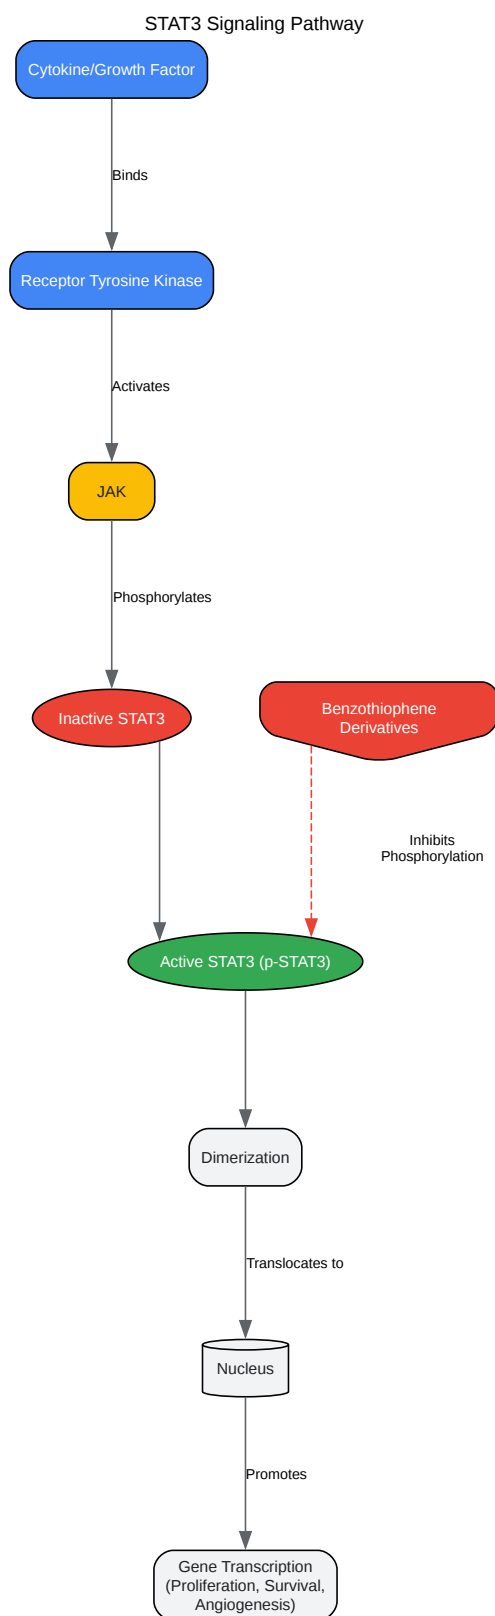 STAT3 Signaling Pathway
Cytokine/Growth Factor
Binds
Receptor Tyrosine Kinase
Activates
JAK
Phosphorylates
Inactive STAT3
Benzothiophene
Derivatives
Inhibits
Phosphorylation
Active STAT3 (p-STAT3)
Dimerization
Translocates to
Nucleus
Promotes
Gene Transcription
(Proliferation, Survival,
Angiogenesis)